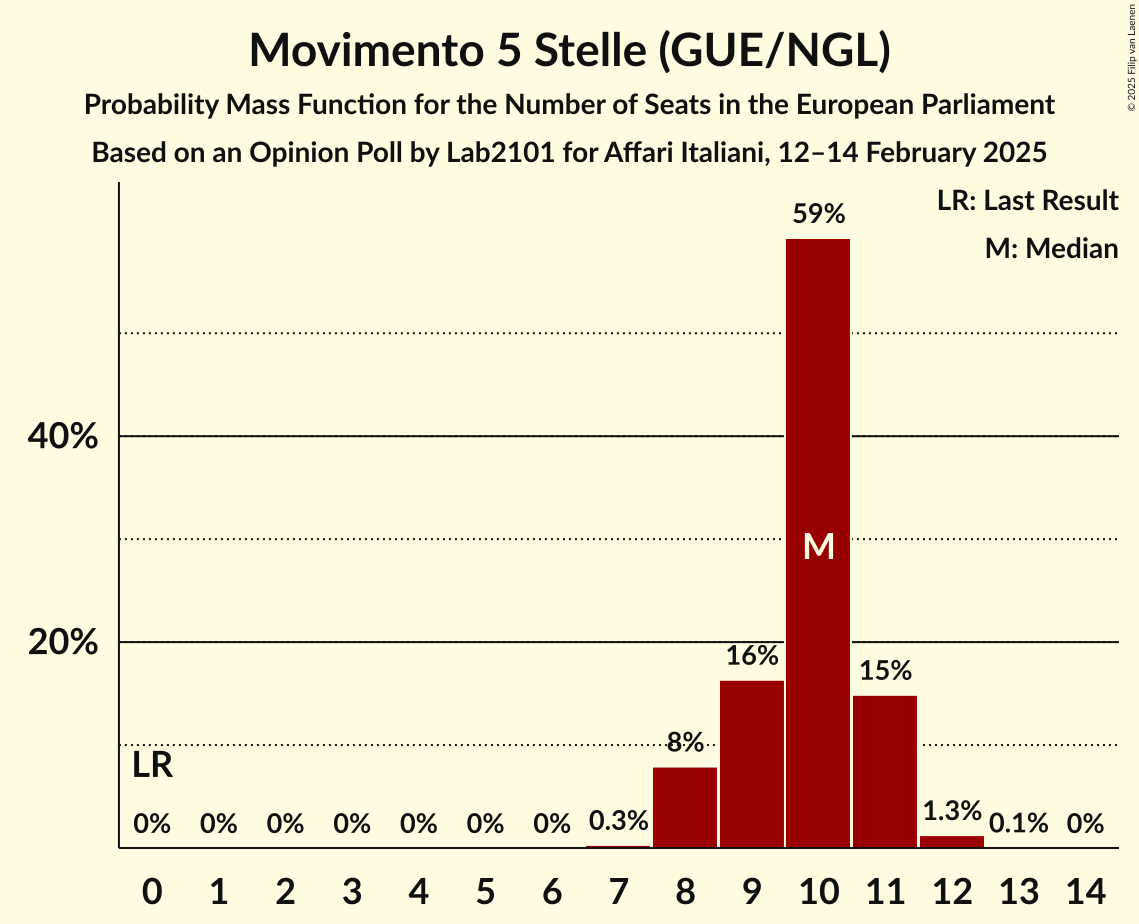 Movimento 5 Stelle (GUE/NGL)
Probability Mass Function for the Number of Seats in the European Parliament
Based on an Opinion Poll by Lab2101 for Affari Italiani, 12–14 February 2025
© 2025 Filip van Laenen
LR: Last Result
M: Median
59%
40%
M
20%
16%
15%
8%
LR
0% 0% 0% 0% 0% 0% 0% 0.3% 1.3% 0.1% 0%
0 1 2 3 4 5 6 7 8 9 10 11 12 13 14